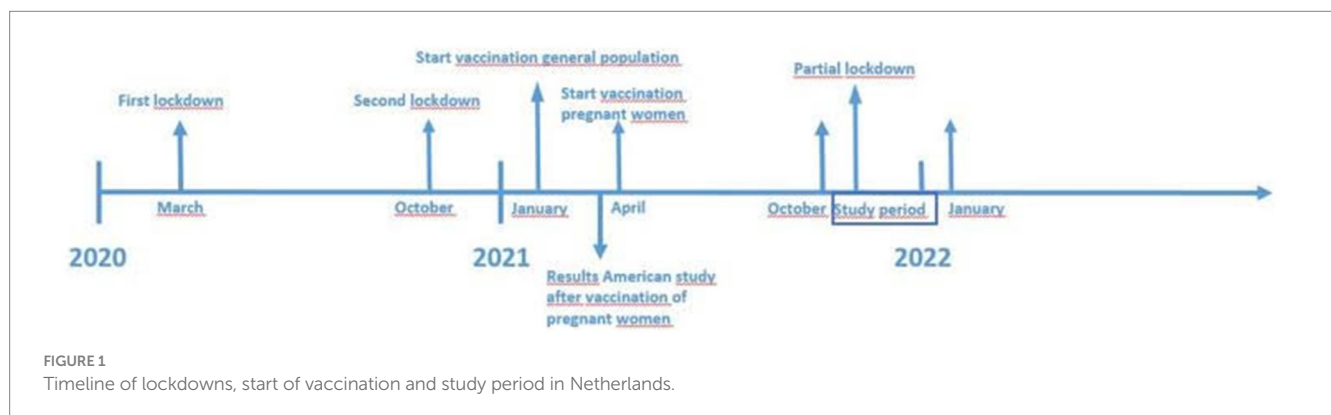 Start vaccination general population
Partial lockdown
First lockdown
Second lockdown
Start vaccination
pregnant women
March
October
January
April
October
Study period
January
2020
2021
2022
Results American study
after vaccination of
pregnant women
FIGURE 1
Timeline of lockdowns, start of vaccination and study period in Netherlands.